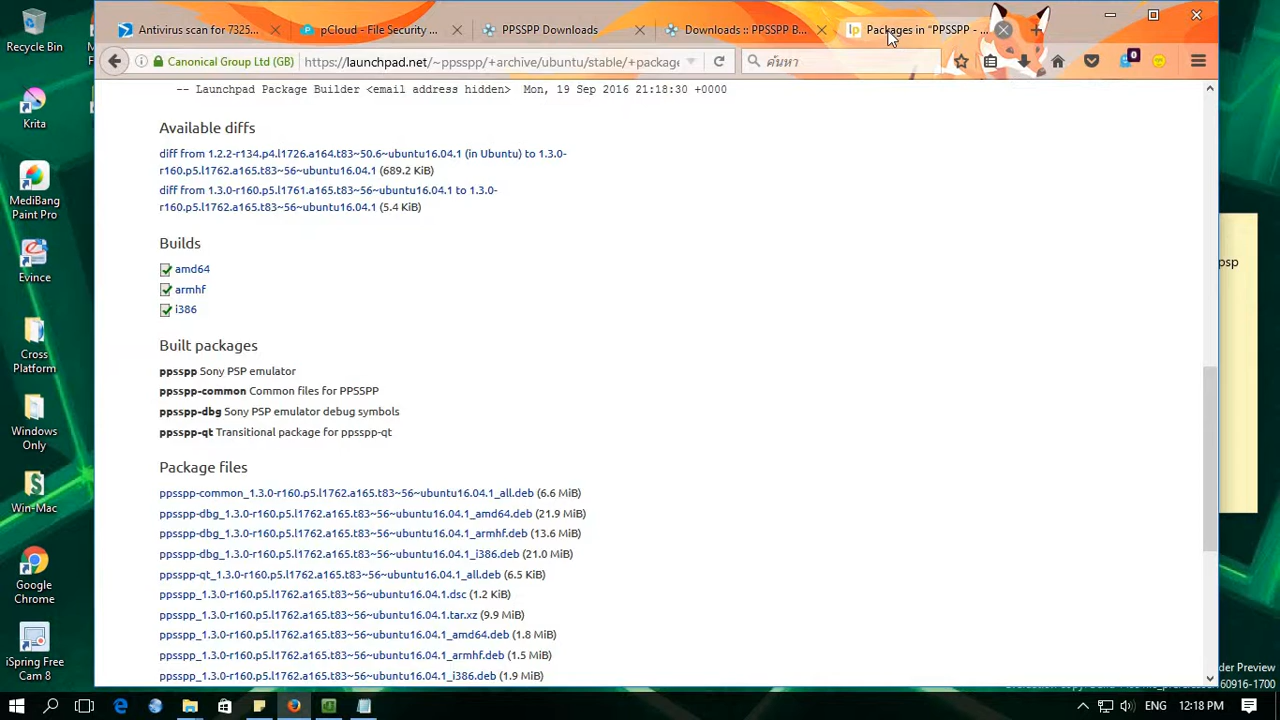 Recycle Bin
Krita
MediBang Paint Pro
Evince
Cross Platform
Windows Only
Win-Mac
Google Chrome
iSpring Free Cam 8
Antivirus scan for 7325...
pCloud - File Security ...
PPSSPP Downloads
Downloads :: PPSSPP B...
lp Packages in "PPSSPP - ...
Canonical Group Ltd (GB)
https://launchpad.net/~ppsspp/+archive/ubuntu/stable/+package
ค้นหา
0
-- Launchpad Package Builder <email address hidden> Mon, 19 Sep 2016 21:18:30 +0000
Available diffs
diff from 1.2.2-r134.p4.l1726.a164.t83~50.6~ubuntu16.04.1 (in Ubuntu) to 1.3.0-
r160.p5.l1762.a165.t83~56~ubuntu16.04.1 (689.2 KiB)
diff from 1.3.0-r160.p5.l1761.a165.t83~56~ubuntu16.04.1 to 1.3.0-
r160.p5.l1762.a165.t83~56~ubuntu16.04.1 (5.4 KiB)
Builds
amd64
armhf
i386
Built packages
ppsspp Sony PSP emulator
ppsspp-common Common files for PPSSPP
ppsspp-dbg Sony PSP emulator debug symbols
ppsspp-qt Transitional package for ppsspp-qt
Package files
ppsspp-common_1.3.0-r160.p5.l1762.a165.t83~56~ubuntu16.04.1_all.deb (6.6 MiB)
ppsspp-dbg_1.3.0-r160.p5.l1762.a165.t83~56~ubuntu16.04.1_amd64.deb (21.9 MiB)
ppsspp-dbg_1.3.0-r160.p5.l1762.a165.t83~56~ubuntu16.04.1_armhf.deb (13.6 MiB)
ppsspp-dbg_1.3.0-r160.p5.l1762.a165.t83~56~ubuntu16.04.1_i386.deb (21.0 MiB)
ppsspp-qt_1.3.0-r160.p5.l1762.a165.t83~56~ubuntu16.04.1_all.deb (6.5 KiB)
ppsspp_1.3.0-r160.p5.l1762.a165.t83~56~ubuntu16.04.1.dsc (1.2 KiB)
ppsspp_1.3.0-r160.p5.l1762.a165.t83~56~ubuntu16.04.1.tar.xz (9.9 MiB)
ppsspp_1.3.0-r160.p5.l1762.a165.t83~56~ubuntu16.04.1_amd64.deb (1.8 MiB)
ppsspp_1.3.0-r160.p5.l1762.a165.t83~56~ubuntu16.04.1_armhf.deb (1.5 MiB)
ppsspp_1.3.0-r160.p5.l1762.a165.t83~56~ubuntu16.04.1_i386.deb (1.9 MiB)
psp
der Preview
60916-1700
ENG 12:18 PM